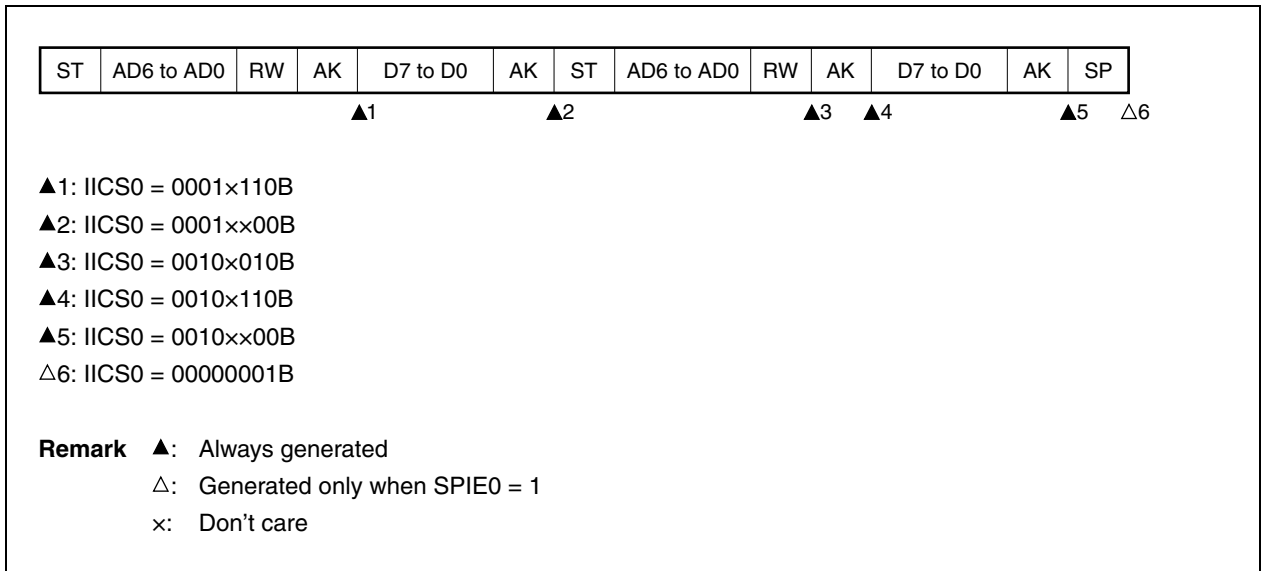 ST AD6 to AD0 RW AK D7 to D0 AK ST AD6 to AD0 RW AK D7 to D0 AK SP
▲1 ▲2 ▲3 ▲4 ▲5 △6
▲1: IICS0 = 0001×110B
▲2: IICS0 = 0001××00B
▲3: IICS0 = 0010×010B
▲4: IICS0 = 0010×110B
▲5: IICS0 = 0010××00B
△6: IICS0 = 00000001B
Remark ▲: Always generated
△: Generated only when SPIE0 = 1
×: Don't care